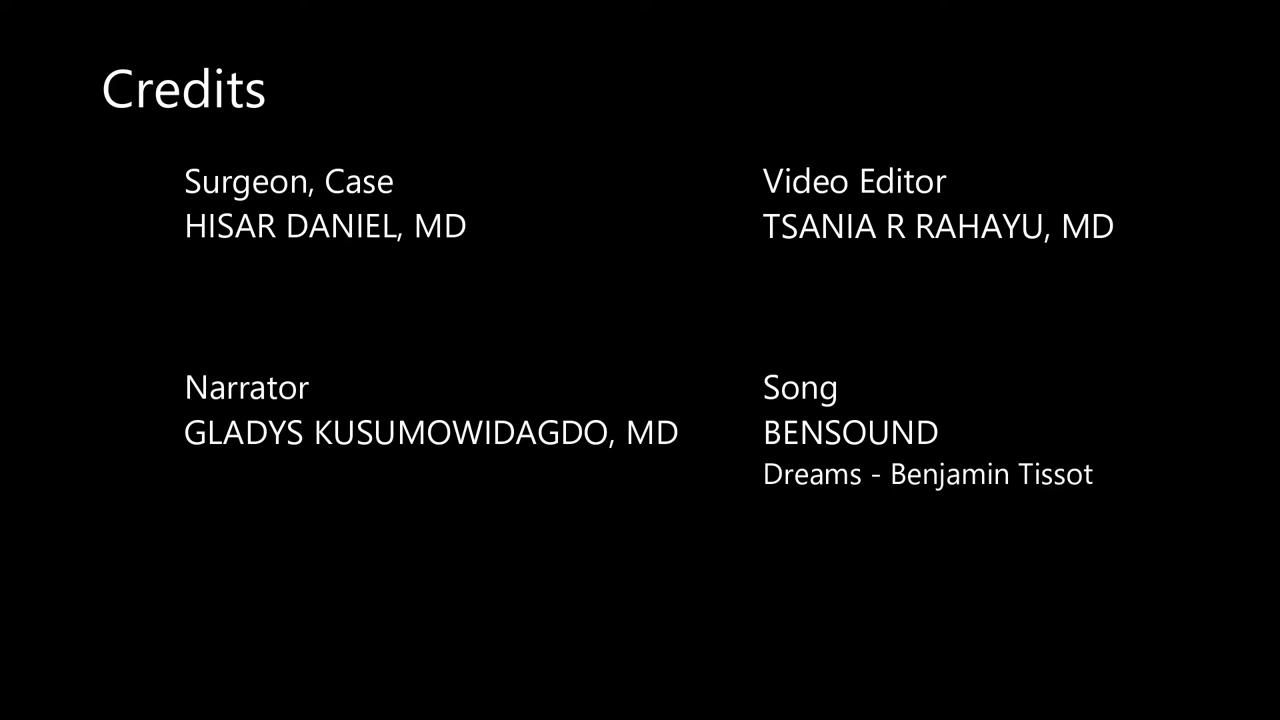 Credits
Surgeon, Case
HISAR DANIEL, MD
Video Editor
TSANIA R RAHAYU, MD
Narrator
GLADYS KUSUMOWIDAGDO, MD
Song
BENSOUND
Dreams - Benjamin Tissot